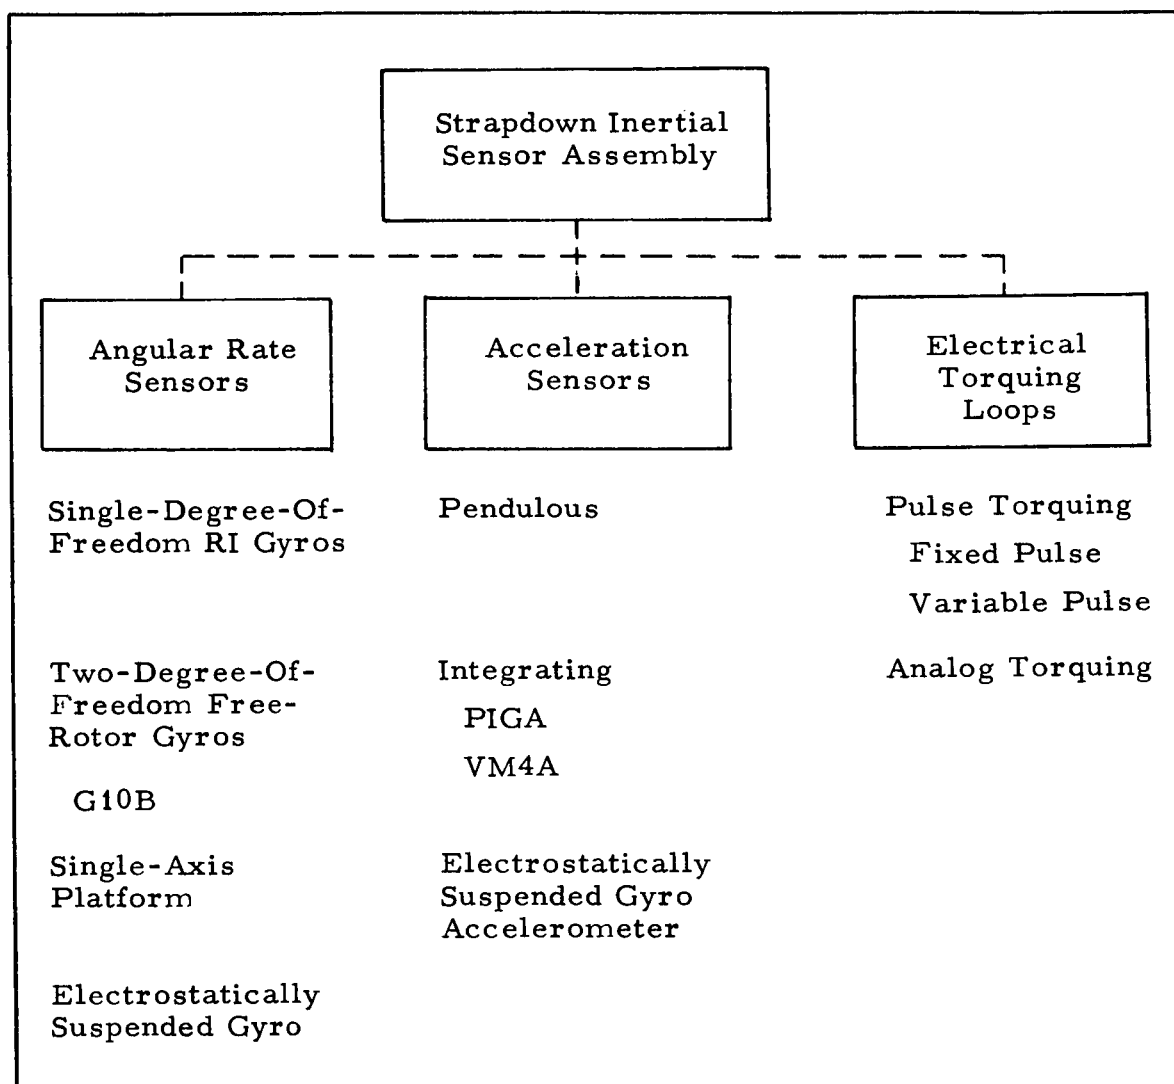 Strapdown Inertial
Sensor Assembly
Angular Rate
Sensors
Acceleration
Sensors
Electrical
Torquing
Loops
Single-Degree-Of-
Freedom RI Gyros
Two-Degree-Of-
Freedom Free-
Rotor Gyros
G10B
Single-Axis
Platform
Electrostatically
Suspended Gyro
Pendulous
Integrating
PIGA
VM4A
Electrostatically
Suspended Gyro
Accelerometer
Pulse Torquing
Fixed Pulse
Variable Pulse
Analog Torquing